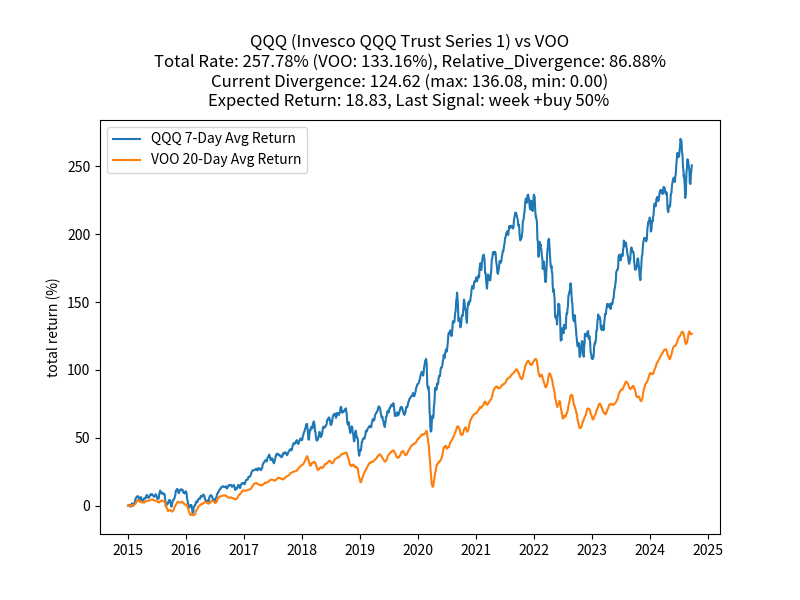 QQQ (Invesco QQQ Trust Series 1) vs VOO
Total Rate: 257.78% (VOO: 133.16%), Relative_Divergence: 86.88%
Current Divergence: 124.62 (max: 136.08, min: 0.00)
Expected Return: 18.83, Last Signal: week +buy 50%
QQQ 7-Day Avg Return
VOO 20-Day Avg Return
total return (%)
250
200
150
100
50
0
2015 2016 2017 2018 2019 2020 2021 2022 2023 2024 2025